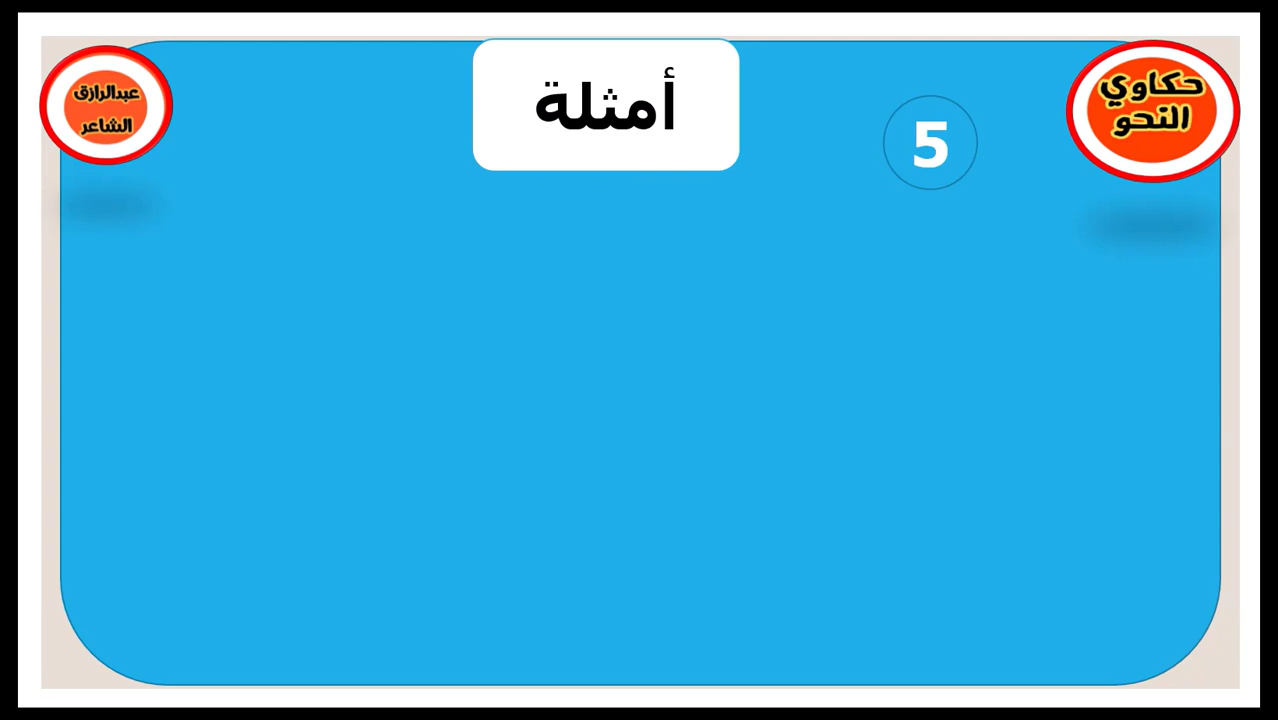 حكاوي
النحو
5
أمثلة
عبدالرازق
الشاعر